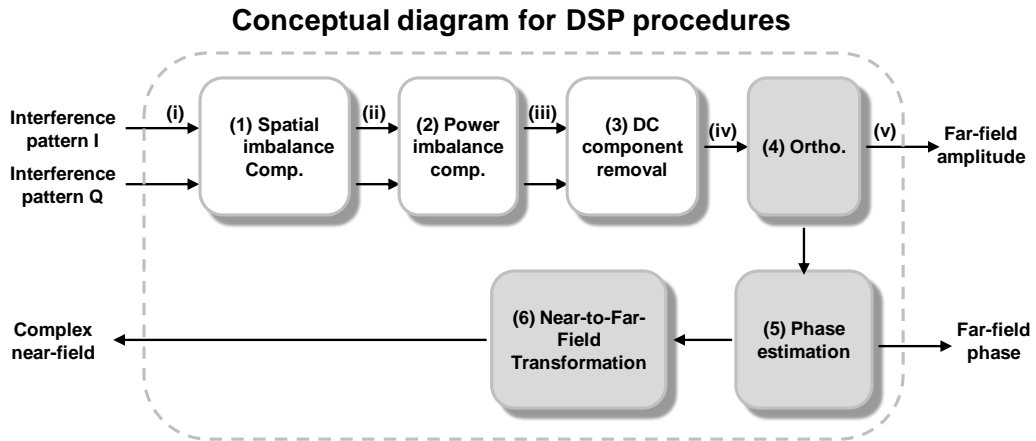 Conceptual diagram for DSP procedures
Interference
pattern I
Interference
pattern Q
(i)
(1) Spatial
imbalance
Comp.
(ii)
(2) Power
imbalance
comp.
(iii)
(3) DC
component
removal
(iv)
(4) Ortho.
(v)
Far-field
amplitude
Complex
near-field
(6) Near-to-Far-
Field
Transformation
(5) Phase
estimation
Far-field
phase